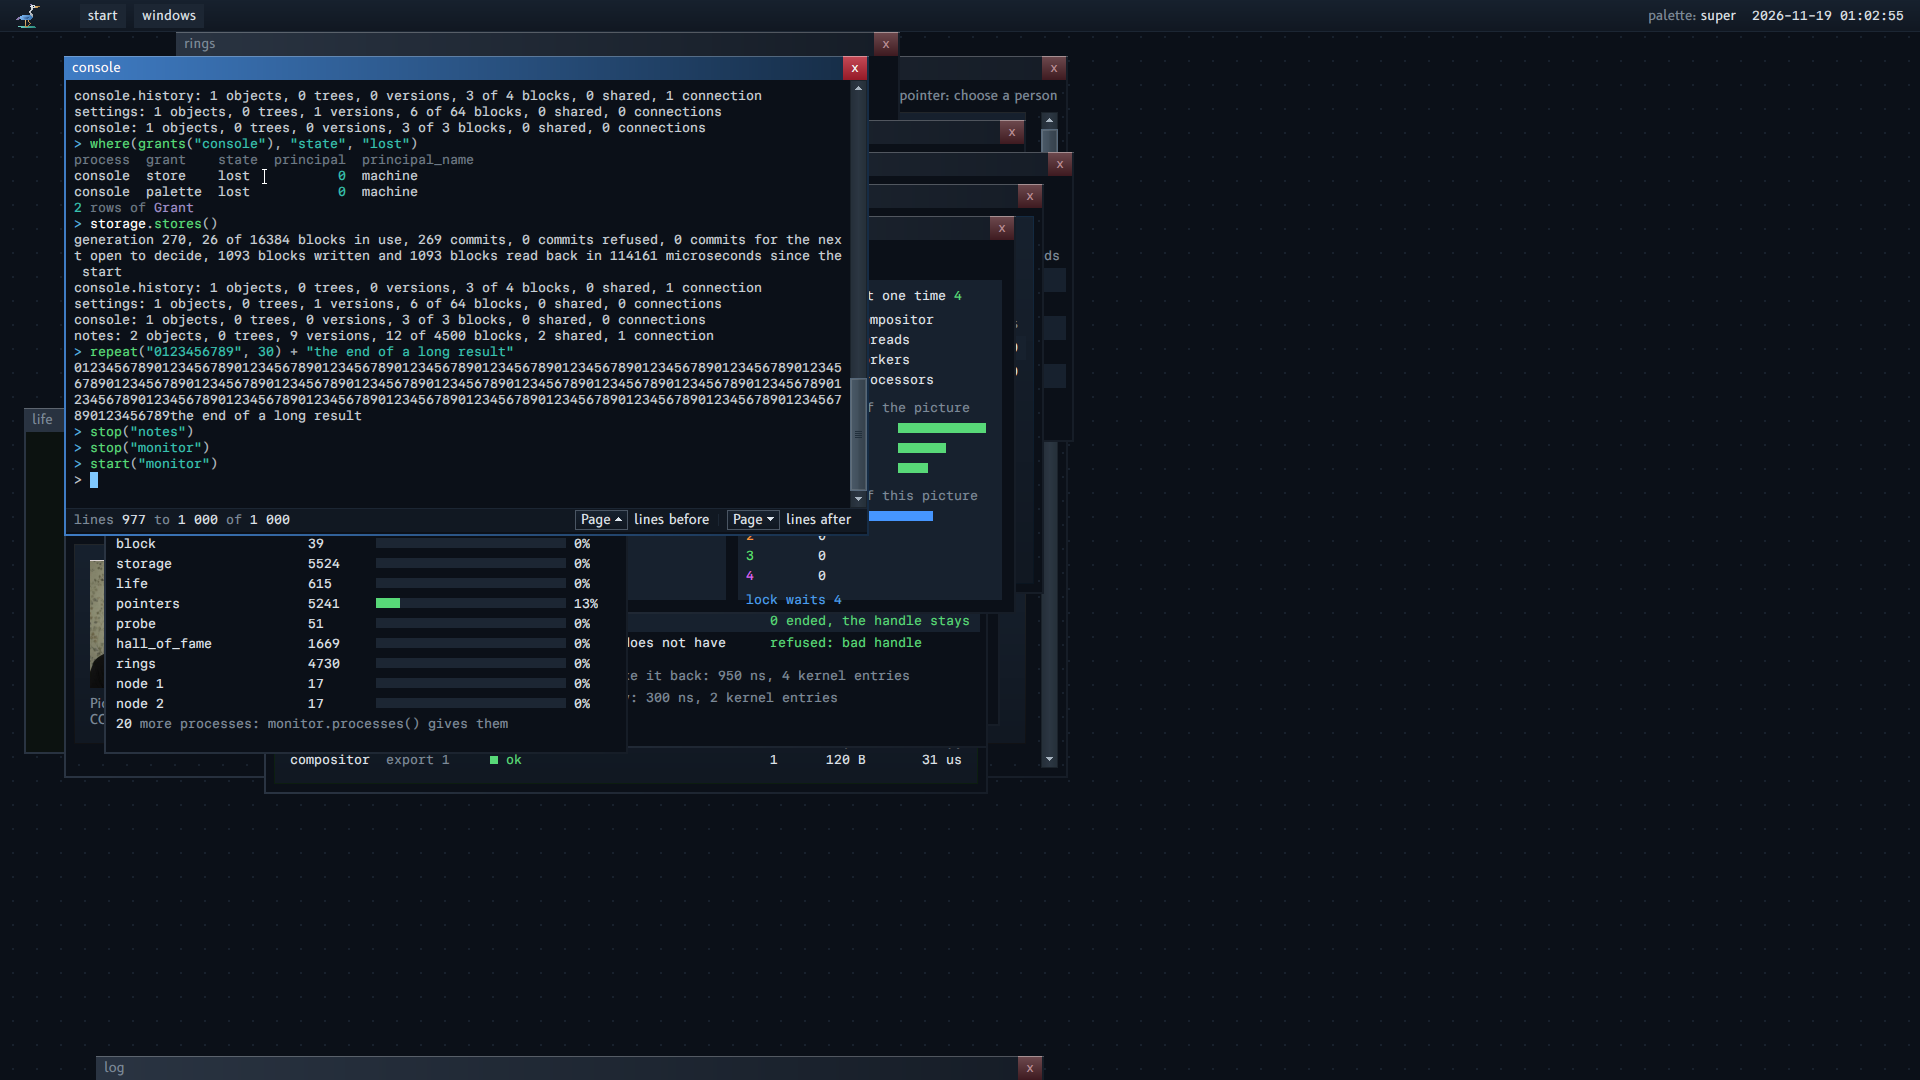 start windows palette: super 2026-11-19 01:02:55
rings x
console x
x
pointer: choose a person
console.history: 1 objects, 0 trees, 0 versions, 3 of 4 blocks, 0 shared, 1 connection
settings: 1 objects, 1 versions, 6 of 64 blocks, 0 shared, 0 connections
console: 1 objects, 0 trees, 0 versions, 3 of 3 blocks, 0 shared, 0 connections
> where(grants("console"), "state", "lost")
process grant state principal principal_name
console store lost 0 machine
console palette lost 0 machine
2 rows of Grant
> storage.stores()
generation 270, 26 of 16384 blocks in use, 269 commits, 0 commits refused, 0 commits for the nex
t open to decide, 1093 blocks written and 1093 blocks read back in 114161 microseconds since the
start
console.history: 1 objects, 0 trees, 0 versions, 3 of 4 blocks, 0 shared, 1 connection
settings: 1 objects, 0 trees, 1 versions, 6 of 64 blocks, 0 shared, 0 connections
console: 1 objects, 0 trees, 0 versions, 3 of 3 blocks, 0 shared, 0 connections
notes: 2 objects, 0 trees, 9 versions, 12 of 4500 blocks, 2 shared, 1 connection
> repeat("0123456789", 30) + "the end of a long result"
012345678901234567890123456789012345678901234567890123456789012345678901234567890123456789012345
678901234567890123456789012345678901234567890123456789012345678901234567890123456789012345678901
234567890123456789012345678901234567890123456789012345678901234567890123456789012345678901234567
890123456789the end of a long result
> stop("notes")
> stop("monitor")
> start("monitor")
>
lines 977 to 1 000 of 1 000 Page lines before Page lines after
x
x
x
x
ds
t one time 4
mpositor
reads
rkers
ocessors
f the picture
f this picture
life
block 39 0%
storage 5524 0%
life 615 0%
pointers 5241 13%
probe 51 0%
hall_of_fame 1669 0%
rings 4730 0%
node 1 17 0%
node 2 17 0%
20 more processes: monitor.processes() gives them
2 0
3 0
4 0
lock waits 4
0 ended, the handle stays
does not have refused: bad handle
e it back: 950 ns, 4 kernel entries
: 300 ns, 2 kernel entries
Pi
CC
compositor export 1 ok 1 120 B 31 us
log x